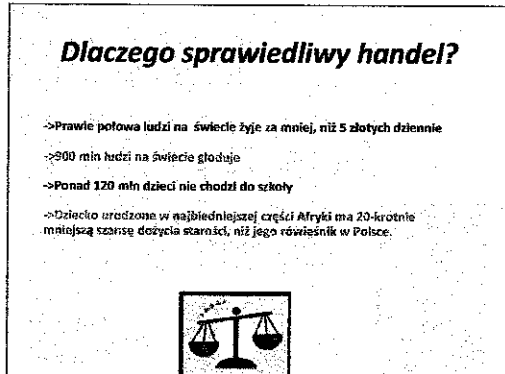 Dlaczego sprawiedliwy handel?
->Prawie połowa ludzi na świecie żyje za mniej, niż 5 złotych dziennie
->900 mln ludzi na świecie głoduje
->Ponad 120 mln dzieci nie chodzi do szkoły
->Dziecko urodzone w najbiedniejszej części Afryki ma 20-krotnie
mniejszą szansę dożycia starości, niż jego rówieśnik w Polsce.